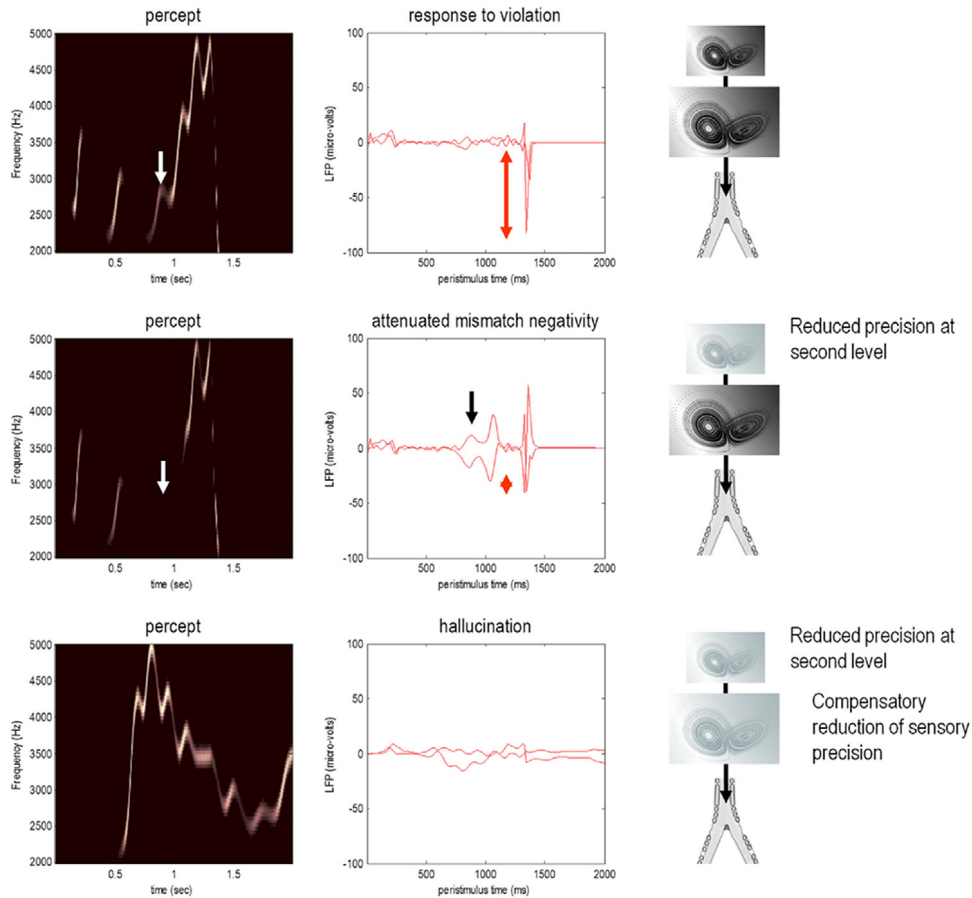 percept
response to violation
5000
4500
4000
3500
3000
2500
2000
Frequency (Hz)
0.5
1
1.5
time (sec)
100
50
0
-50
-100
LFP (micro-volts)
500
1000
1500
2000
peristimulus time (ms)
percept
attenuated mismatch negativity
5000
4500
4000
3500
3000
2500
2000
Frequency (Hz)
0.5
1
1.5
time (sec)
100
50
0
-50
-100
LFP (micro-volts)
500
1000
1500
2000
peristimulus time (ms)
Reduced precision at
second level
percept
hallucination
5000
4500
4000
3500
3000
2500
2000
Frequency (Hz)
0.5
1
1.5
time (sec)
100
50
0
-50
-100
LFP (micro-volts)
500
1000
1500
2000
peristimulus time (ms)
Reduced precision at
second level
Compensatory
reduction of sensory
precision